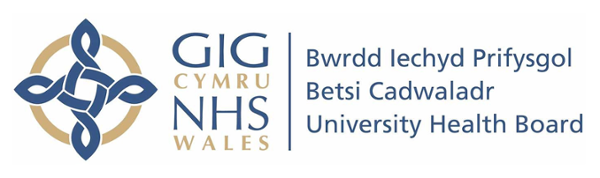 GIG
CYMRU
NHS
WALES
Bwrdd Iechyd Prifysgol
Betsi Cadwaladr
University Health Board